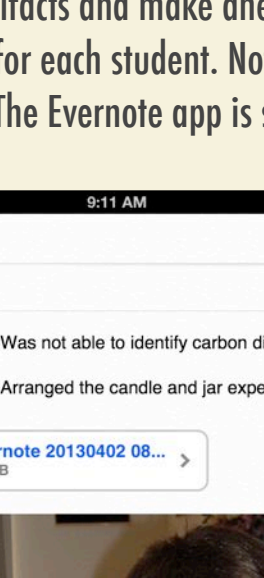 ifacts and make ane
for each student. No
The Evernote app is s
9:11 AM
Was not able to identify carbon di
Arranged the candle and jar expe
rnote 20130402 08...
B